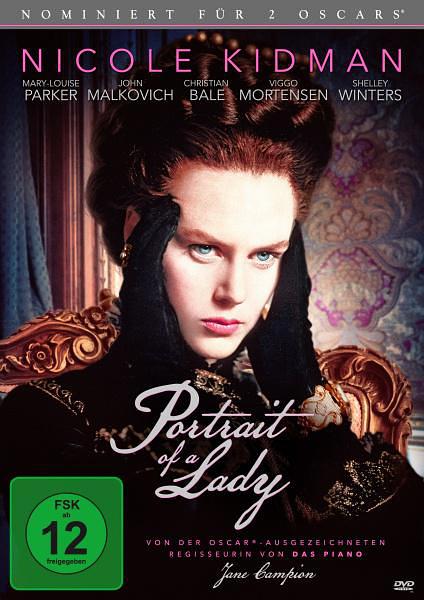 NOMINIERT FÜR 2 OSCARS®
NICOLE KIDMAN
MARY-LOUISE PARKER
JOHN MALKOVICH
CHRISTIAN BALE
VIGGO MORTENSEN
SHELLEY WINTERS
Portrait
of a
Lady
FSK
ab
12
freigegeben
VON DER OSCAR®-AUSGEZEICHNETEN
REGISSEURIN VON DAS PIANO
Jane Campion
DVD